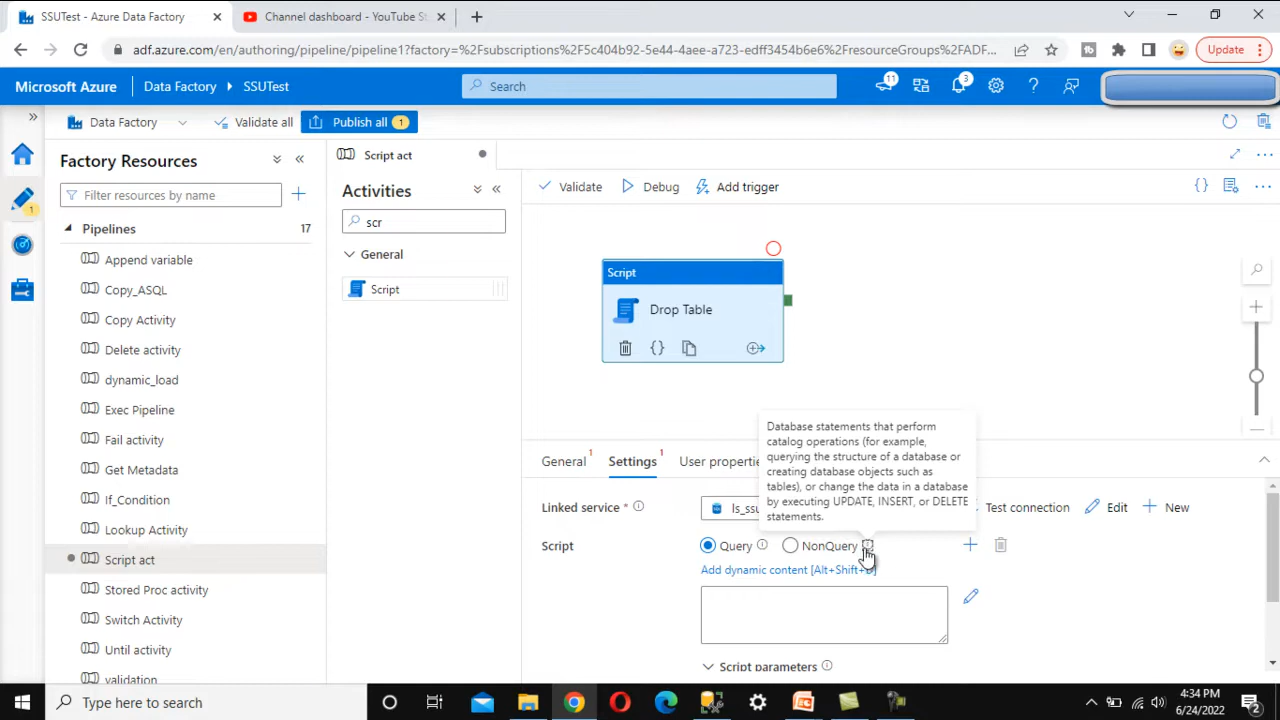 SSUTest - Azure Data Factory
Channel dashboard - YouTube St
adf.azure.com/en/authoring/pipeline/pipeline1?factory=%2Fsubscriptions%2F5c404b92-5e44-4aee-a723-edff3454b6e6%2FresourceGroups%2FADF...
Update
Microsoft Azure
Data Factory
SSUTest
Search
11
3
Data Factory
Validate all
Publish all
1
Factory Resources
Filter resources by name
1
Pipelines
17
Append variable
Copy_ASQL
Copy Activity
Delete activity
dynamic_load
Exec Pipeline
Fail activity
Get Metadata
If_Condition
Lookup Activity
Script act
Stored Proc activity
Switch Activity
Until activity
validation
Script act
Activities
scr
General
Script
Validate
Debug
Add trigger
Script
Drop Table
Database statements that perform
catalog operations (for example,
querying the structure of a database or
creating database objects such as
tables), or change the data in a database
by executing UPDATE, INSERT, or DELETE
statements.
General 1
Settings 1
User propertie
Linked service *
ls_ssu
Test connection
Edit
New
Script
Query
NonQuery
Add dynamic content [Alt+Shift+D]
Script parameters
Type here to search
4:34 PM
6/24/2022
2